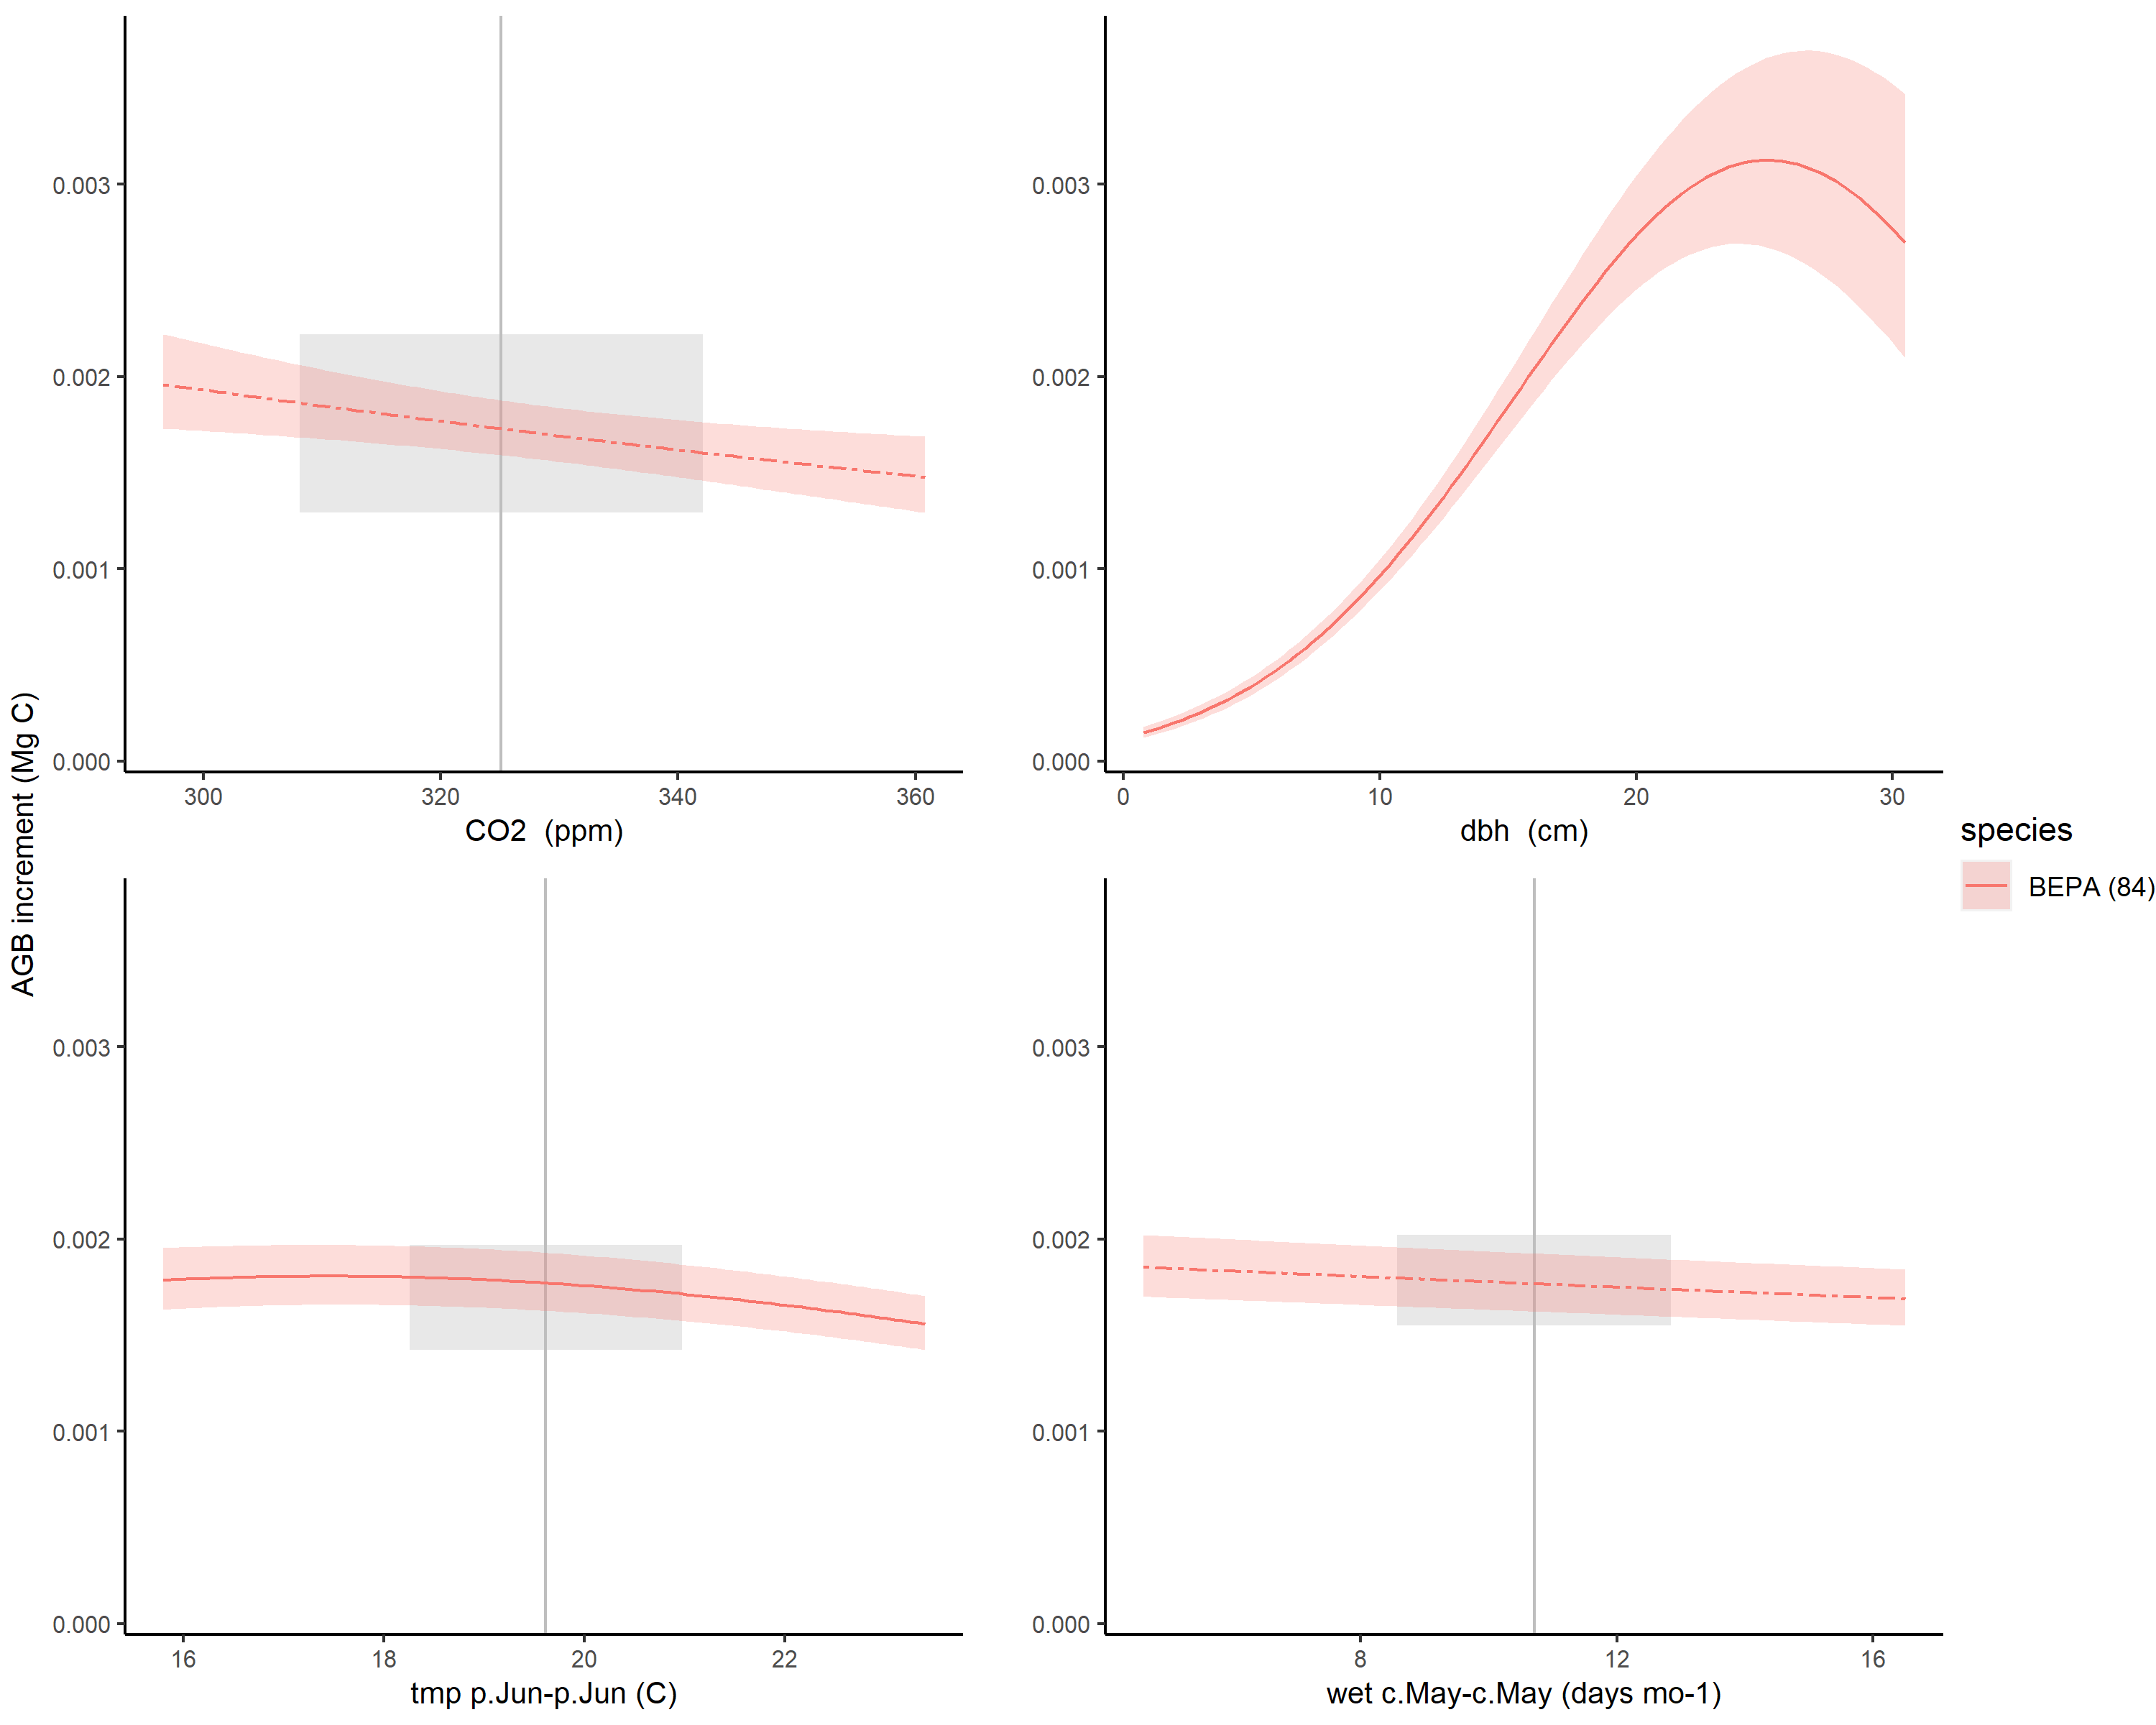 AGB increment (Mg C)
0.003
0.002
0.001
0.000
300 320 340 360
CO2 (ppm)
0.003
0.002
0.001
0.000
0 10 20 30
dbh (cm)
0.003
0.002
0.001
0.000
16 18 20 22
tmp p.Jun-p.Jun (C)
0.003
0.002
0.001
0.000
8 12 16
wet c.May-c.May (days mo-1)
species
BEPA (84)